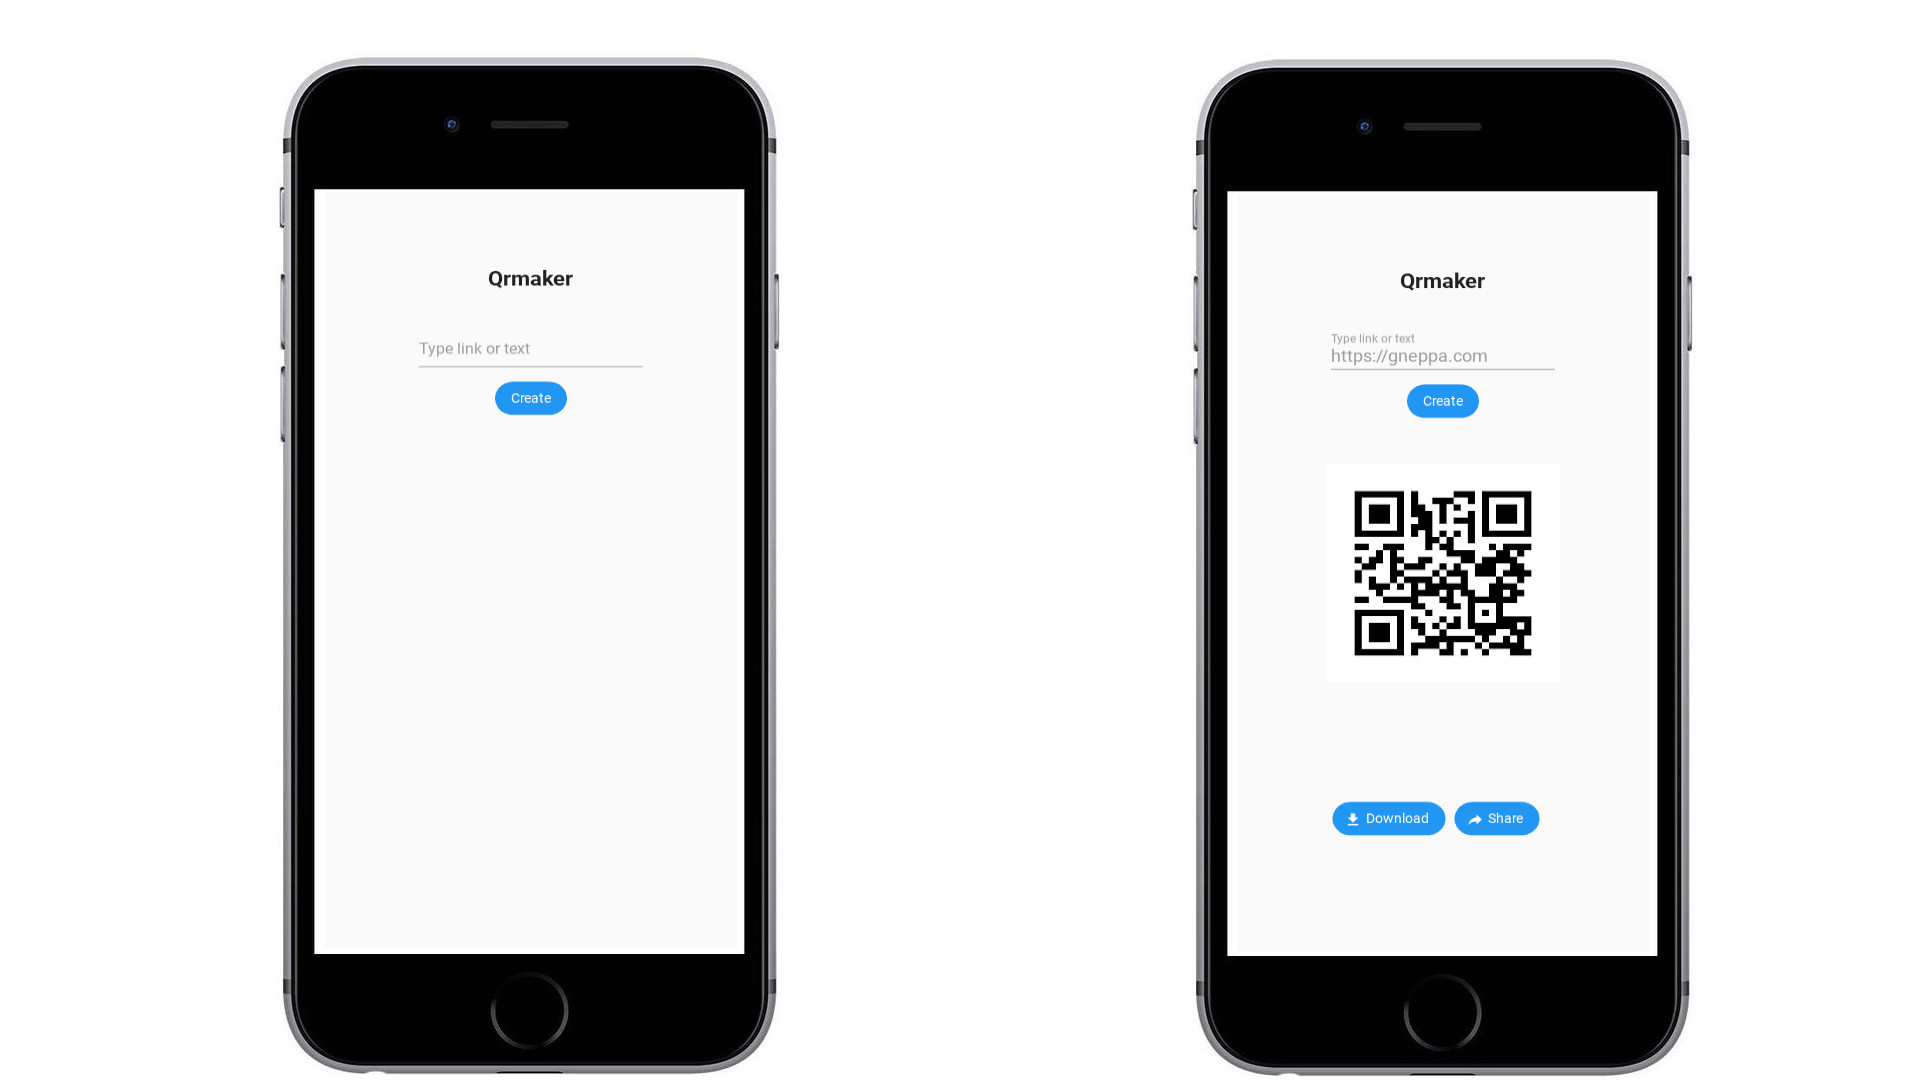 Qrmaker
Type link or text
Create
Qrmaker
Type link or text
https://gneppa.com
Create
Download
Share